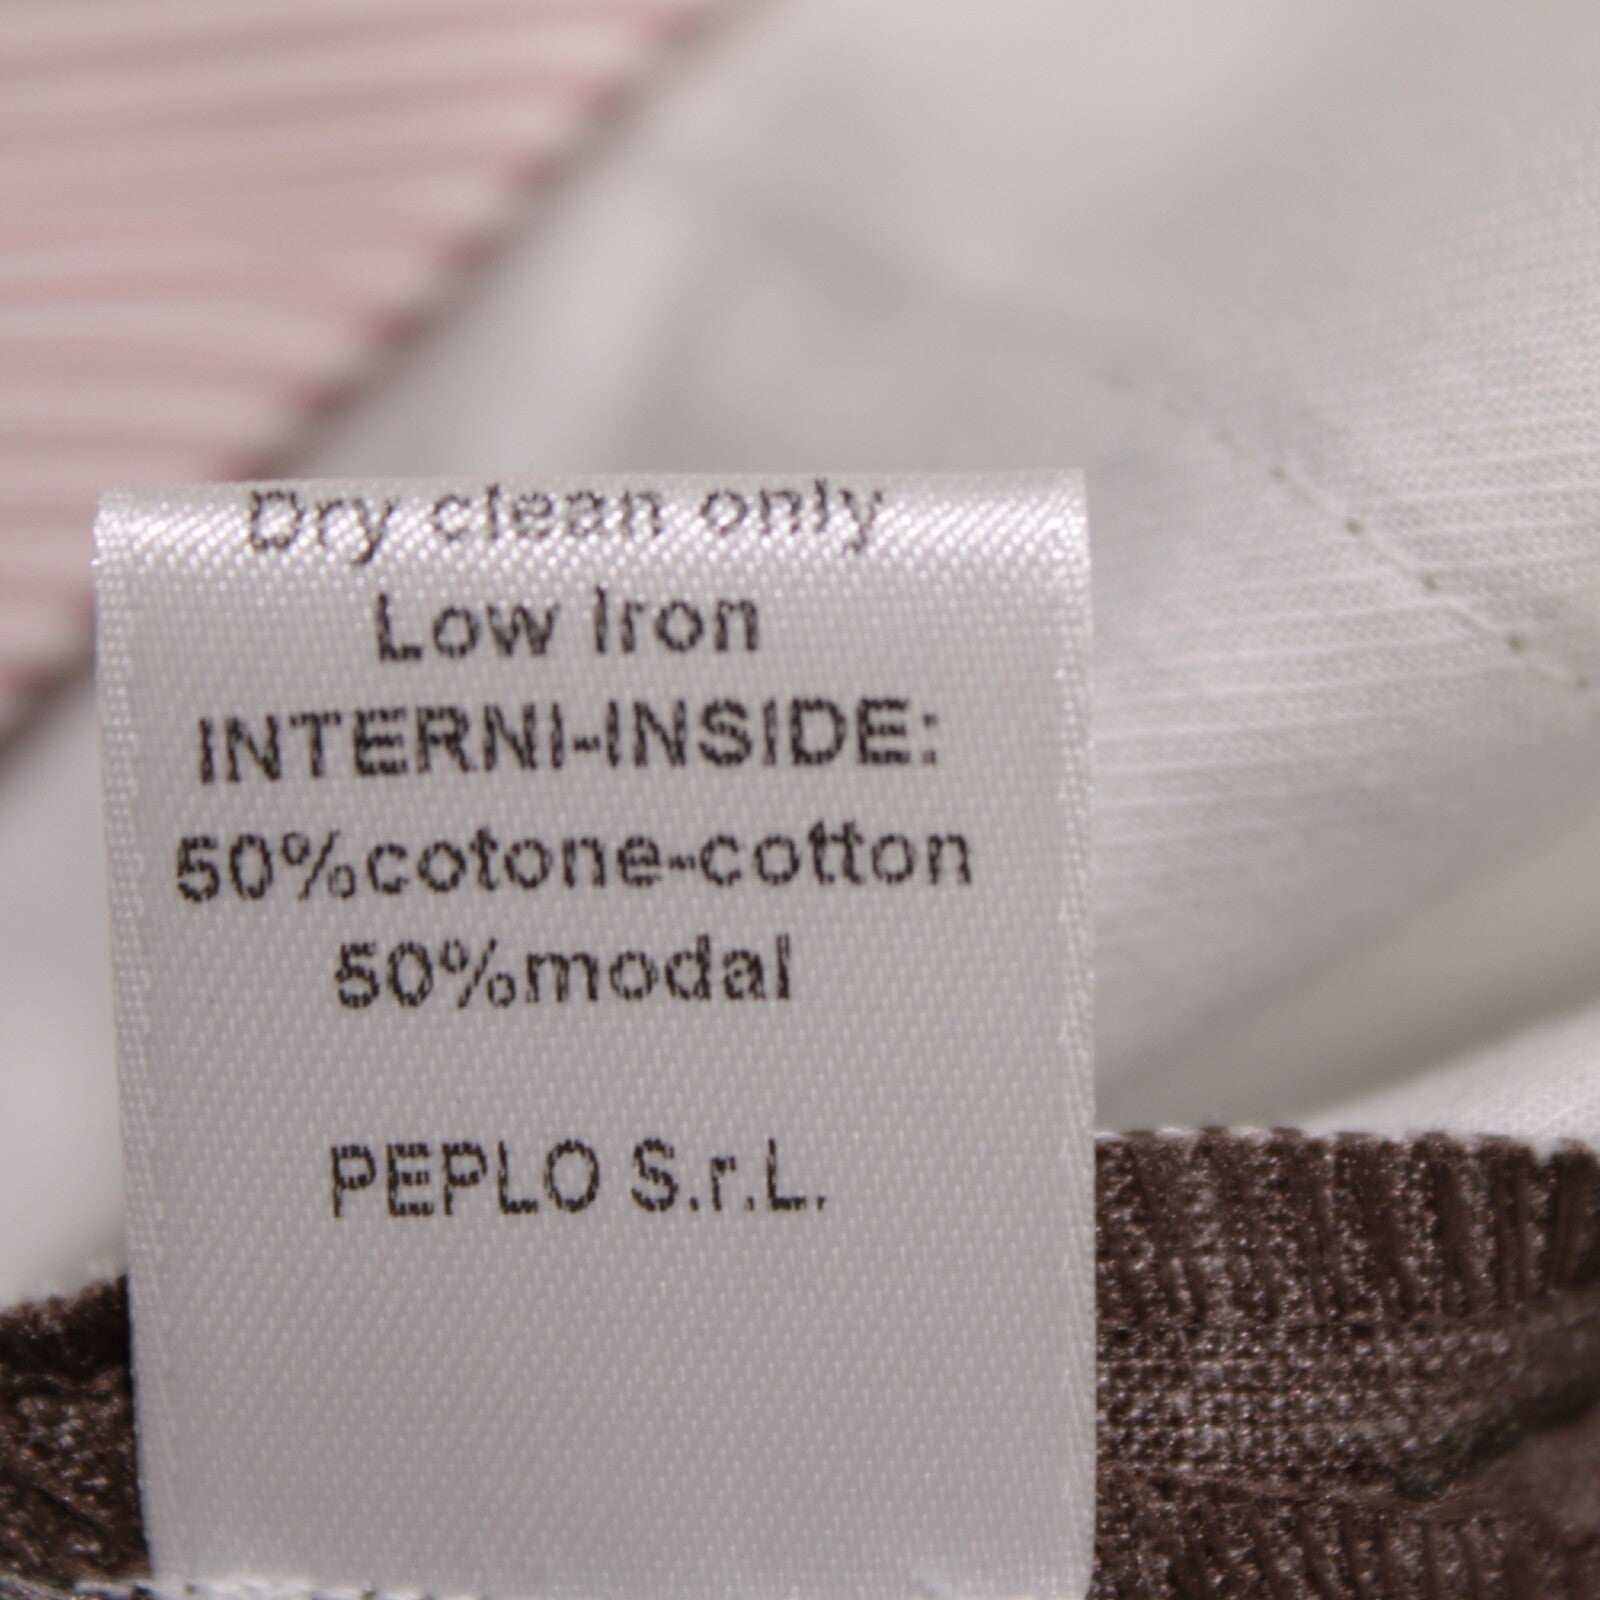 Dry clean only
Low Iron
INTERNI-INSIDE:
50%cotone-cotton
50%modal
PEPLO S.r.L.